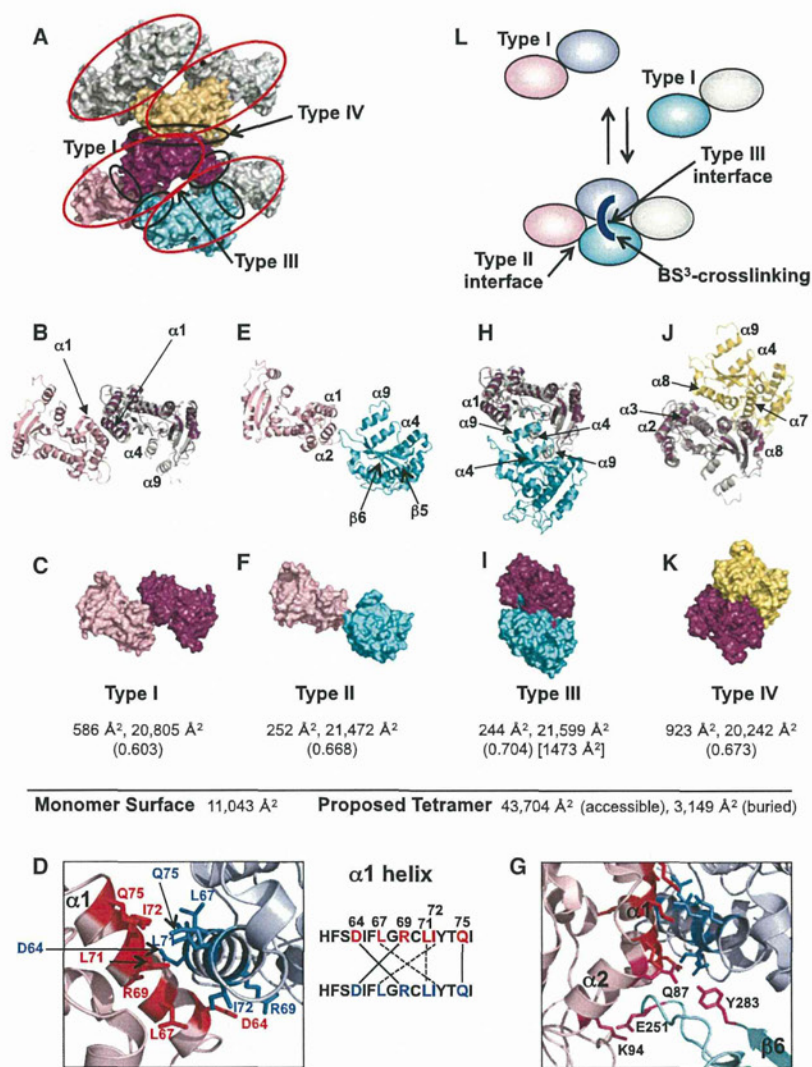 A
Type IV
Type I
Type III
L
Type I
Type I
Type III
interface
Type II
interface
BS³-crosslinking
B
α1
α1
α4
α9
E
α1
α9
α4
α2
β6
β5
H
α1
α9
α4
α4
α9
J
α9
α4
α8
α3
α2
α7
α8
C
F
I
K
Type I
Type II
Type III
Type IV
586 Å², 20,805 Å²
(0.603)
252 Å², 21,472 Å²
(0.668)
244 Å², 21,599 Å²
(0.704) [1473 Å²]
923 Å², 20,242 Å²
(0.673)
Monomer Surface 11,043 Å²
Proposed Tetramer 43,704 Å² (accessible), 3,149 Å² (buried)
D
α1
Q75
I72
Q75
L67
D64
L71
L71
R69
L67
I72
R69
D64
α1 helix
72
64 67 69 71 75
HFSDIFLGRCLIYTQI
HFSDIFLGRCLIYTQI
G
α1
α2
Q87
Y283
E251
K94
β6